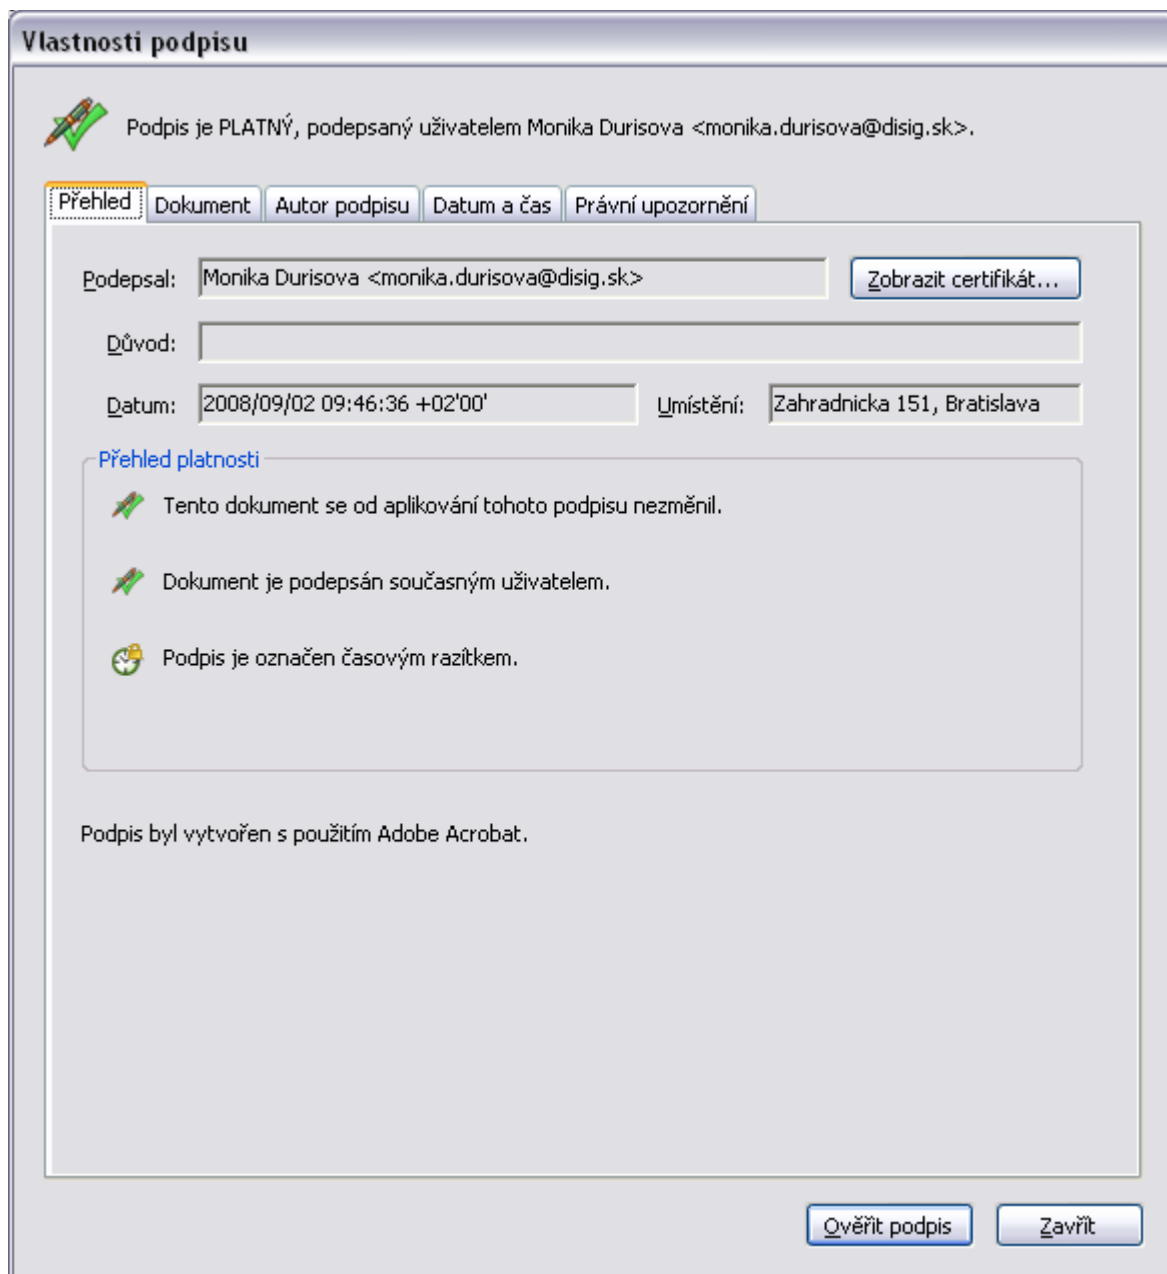 Vlastnosti podpisu
Podpis je PLATNÝ, podepsaný uživatelem Monika Durisova <monika.durisova@disig.sk>.
Přehled Dokument Autor podpisu Datum a čas Právní upozornění
Podepsal: Monika Durisova <monika.durisova@disig.sk> Zobrazit certifikát...
Důvod:
Datum: 2008/09/02 09:46:36 +02'00' Umístění: Zahradnicka 151, Bratislava
Přehled platnosti
Tento dokument se od aplikování tohoto podpisu nezměnil.
Dokument je podepsán současným uživatelem.
Podpis je označen časovým razítkem.
Podpis byl vytvořen s použitím Adobe Acrobat.
Ověřit podpis Zavřít